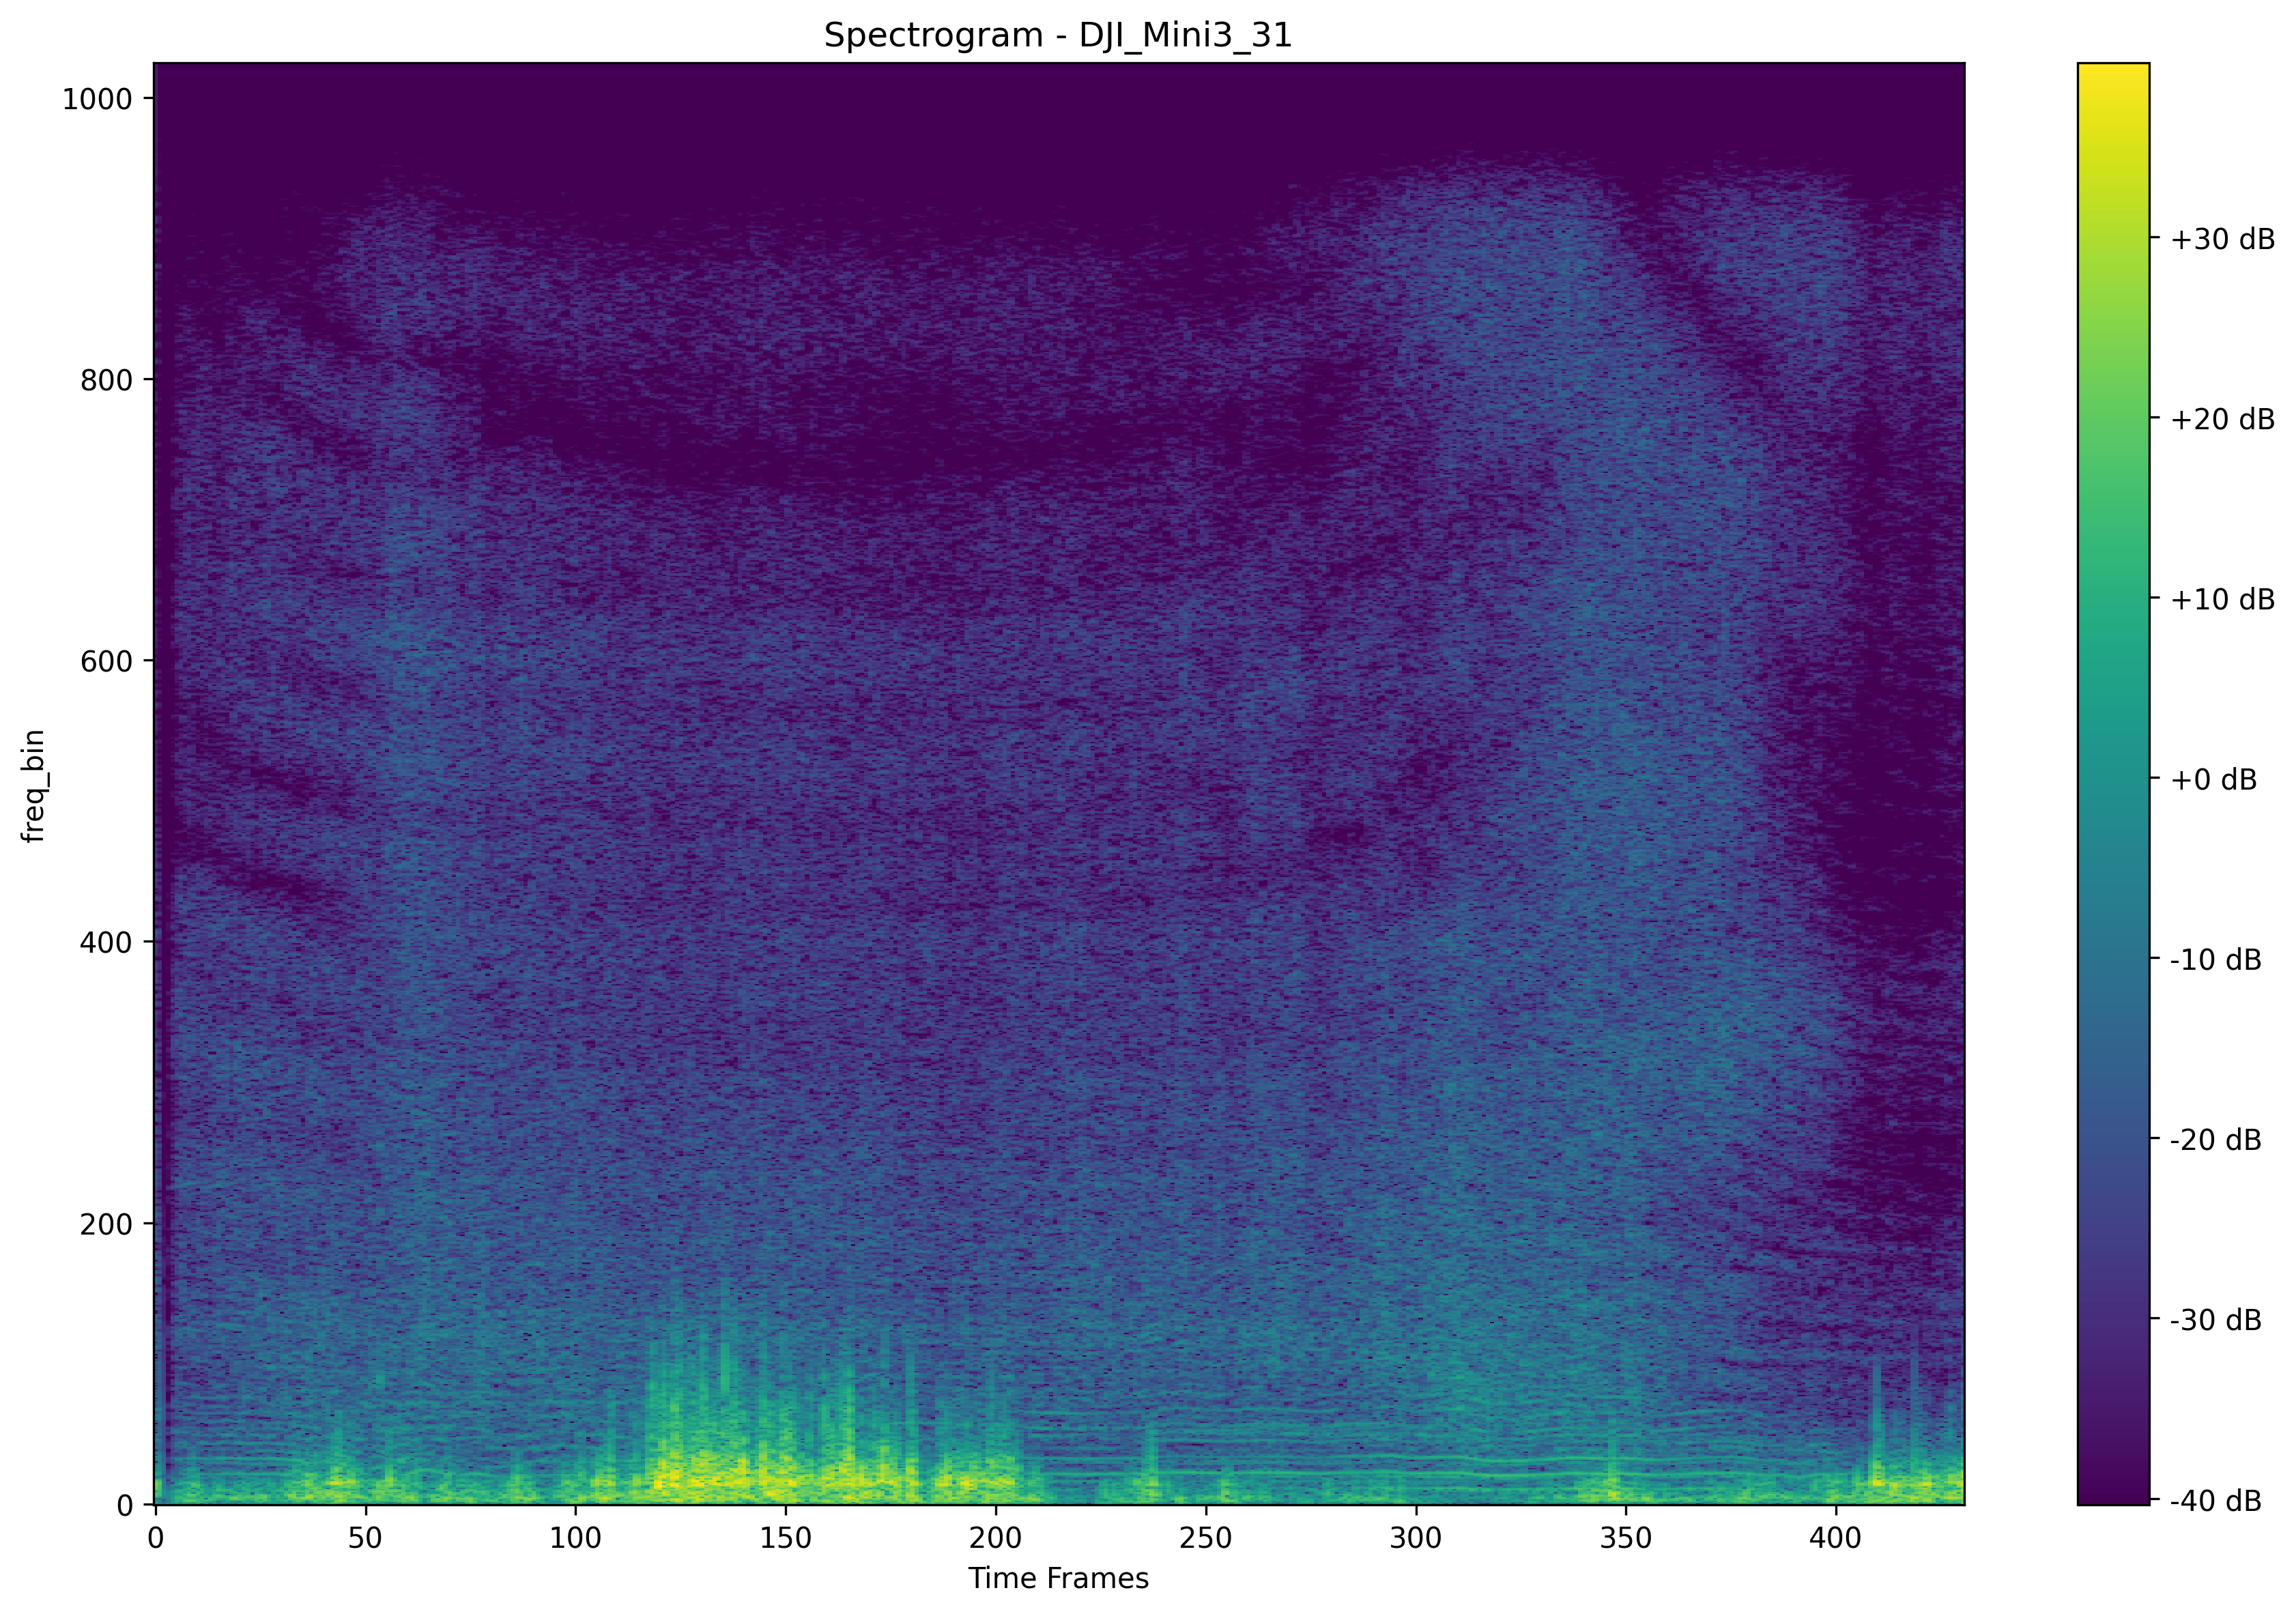 Spectrogram - DJI_Mini3_31
1000
800
600
400
200
0
freq_bin
0 50 100 150 200 250 300 350 400
Time Frames
+30 dB
+20 dB
+10 dB
+0 dB
-10 dB
-20 dB
-30 dB
-40 dB